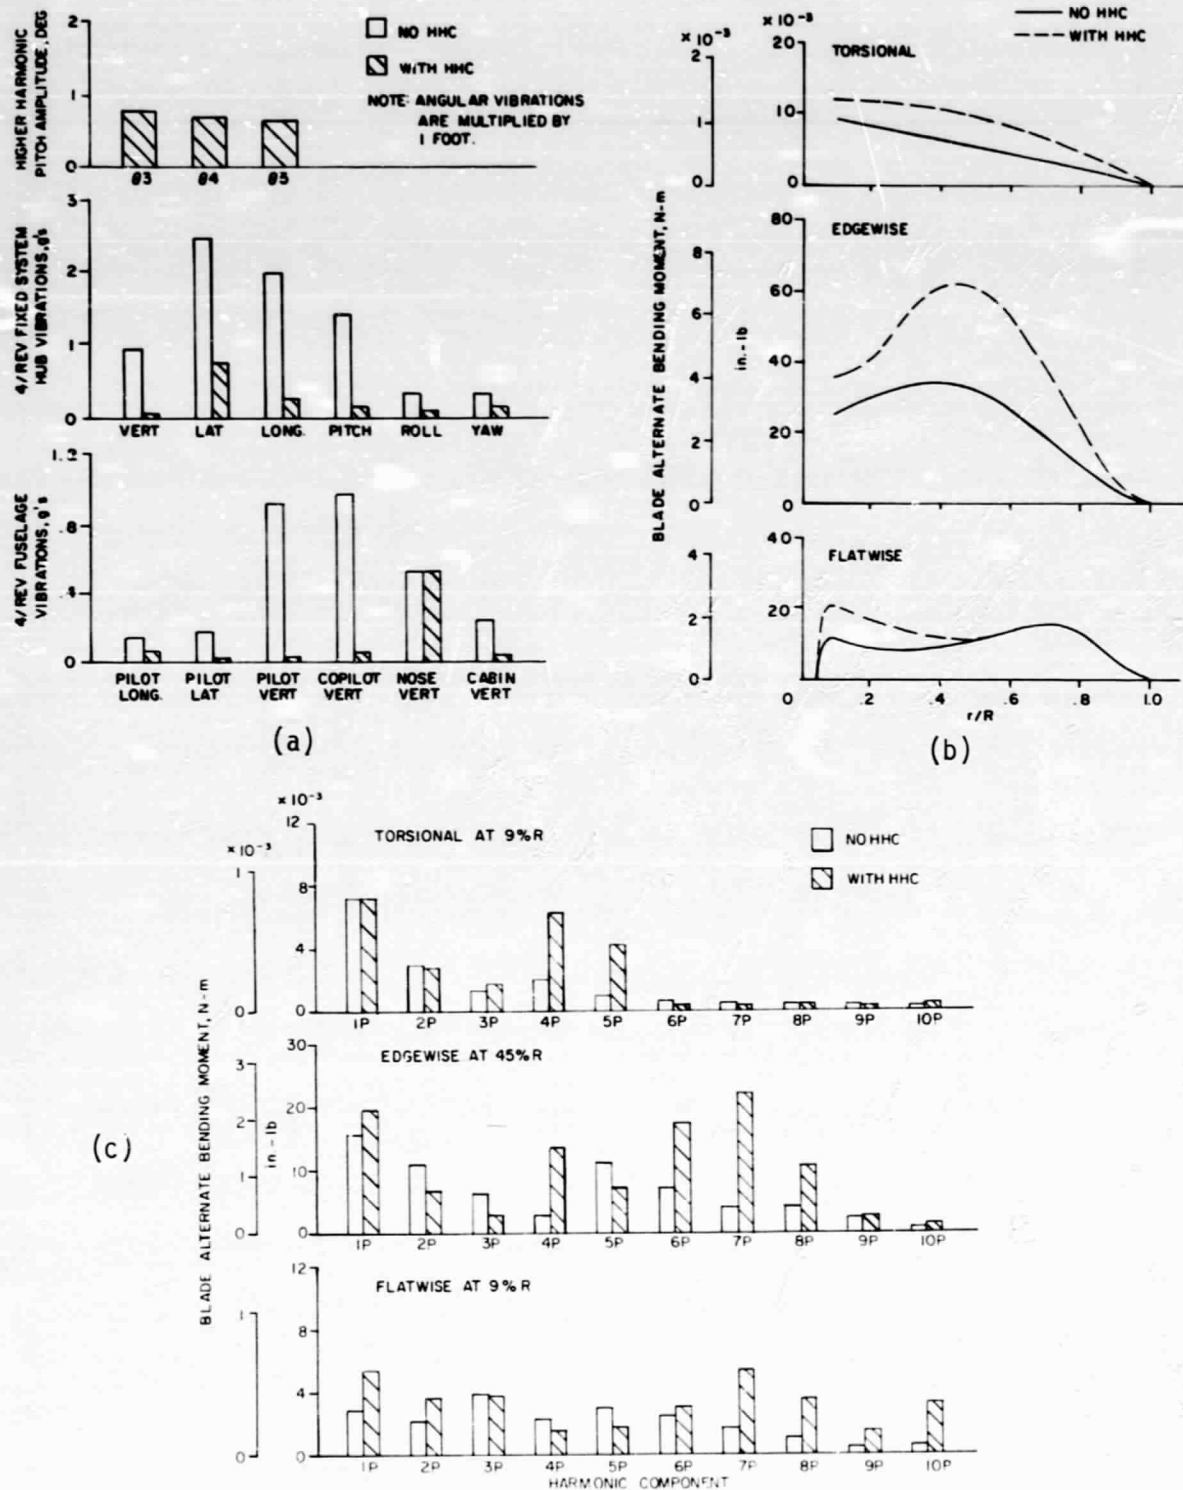 HIGHER HARMONIC
PITCH AMPLITUDE, DEG
2
1
0
θ3 θ4 θ5
NO HHC
WITH HHC
NOTE: ANGULAR VIBRATIONS
ARE MULTIPLIED BY
1 FOOT.
4/REV FIXED SYSTEM
HUB VIBRATIONS, g's
3
2
1
0
VERT LAT LONG. PITCH ROLL YAW
4/REV FUSELAGE
VIBRATIONS, g's
1.2
.8
.4
0
PILOT LONG.
PILOT LAT
PILOT VERT
COPILOT VERT
NOSE VERT
CABIN VERT
(a)
NO HHC
WITH HHC
BLADE ALTERNATE BENDING MOMENT, N-m
in.-lb
× 10⁻³
2
1
0
× 10⁻³
20
10
0
TORSIONAL
8
6
4
2
0
80
60
40
20
0
EDGEWISE
4
2
0
40
20
0
FLATWISE
0 .2 .4 .6 .8 1.0
r/R
(b)
NO HHC
WITH HHC
BLADE ALTERNATE BENDING MOMENT, N-m
in.-lb
× 10⁻³
1
0
× 10⁻³
12
8
4
0
TORSIONAL AT 9%R
1P 2P 3P 4P 5P 6P 7P 8P 9P 10P
3
2
1
0
30
20
10
0
EDGEWISE AT 45%R
1P 2P 3P 4P 5P 6P 7P 8P 9P 10P
1
0
12
8
4
0
FLATWISE AT 9%R
1P 2P 3P 4P 5P 6P 7P 8P 9P 10P
HARMONIC COMPONENT
(c)